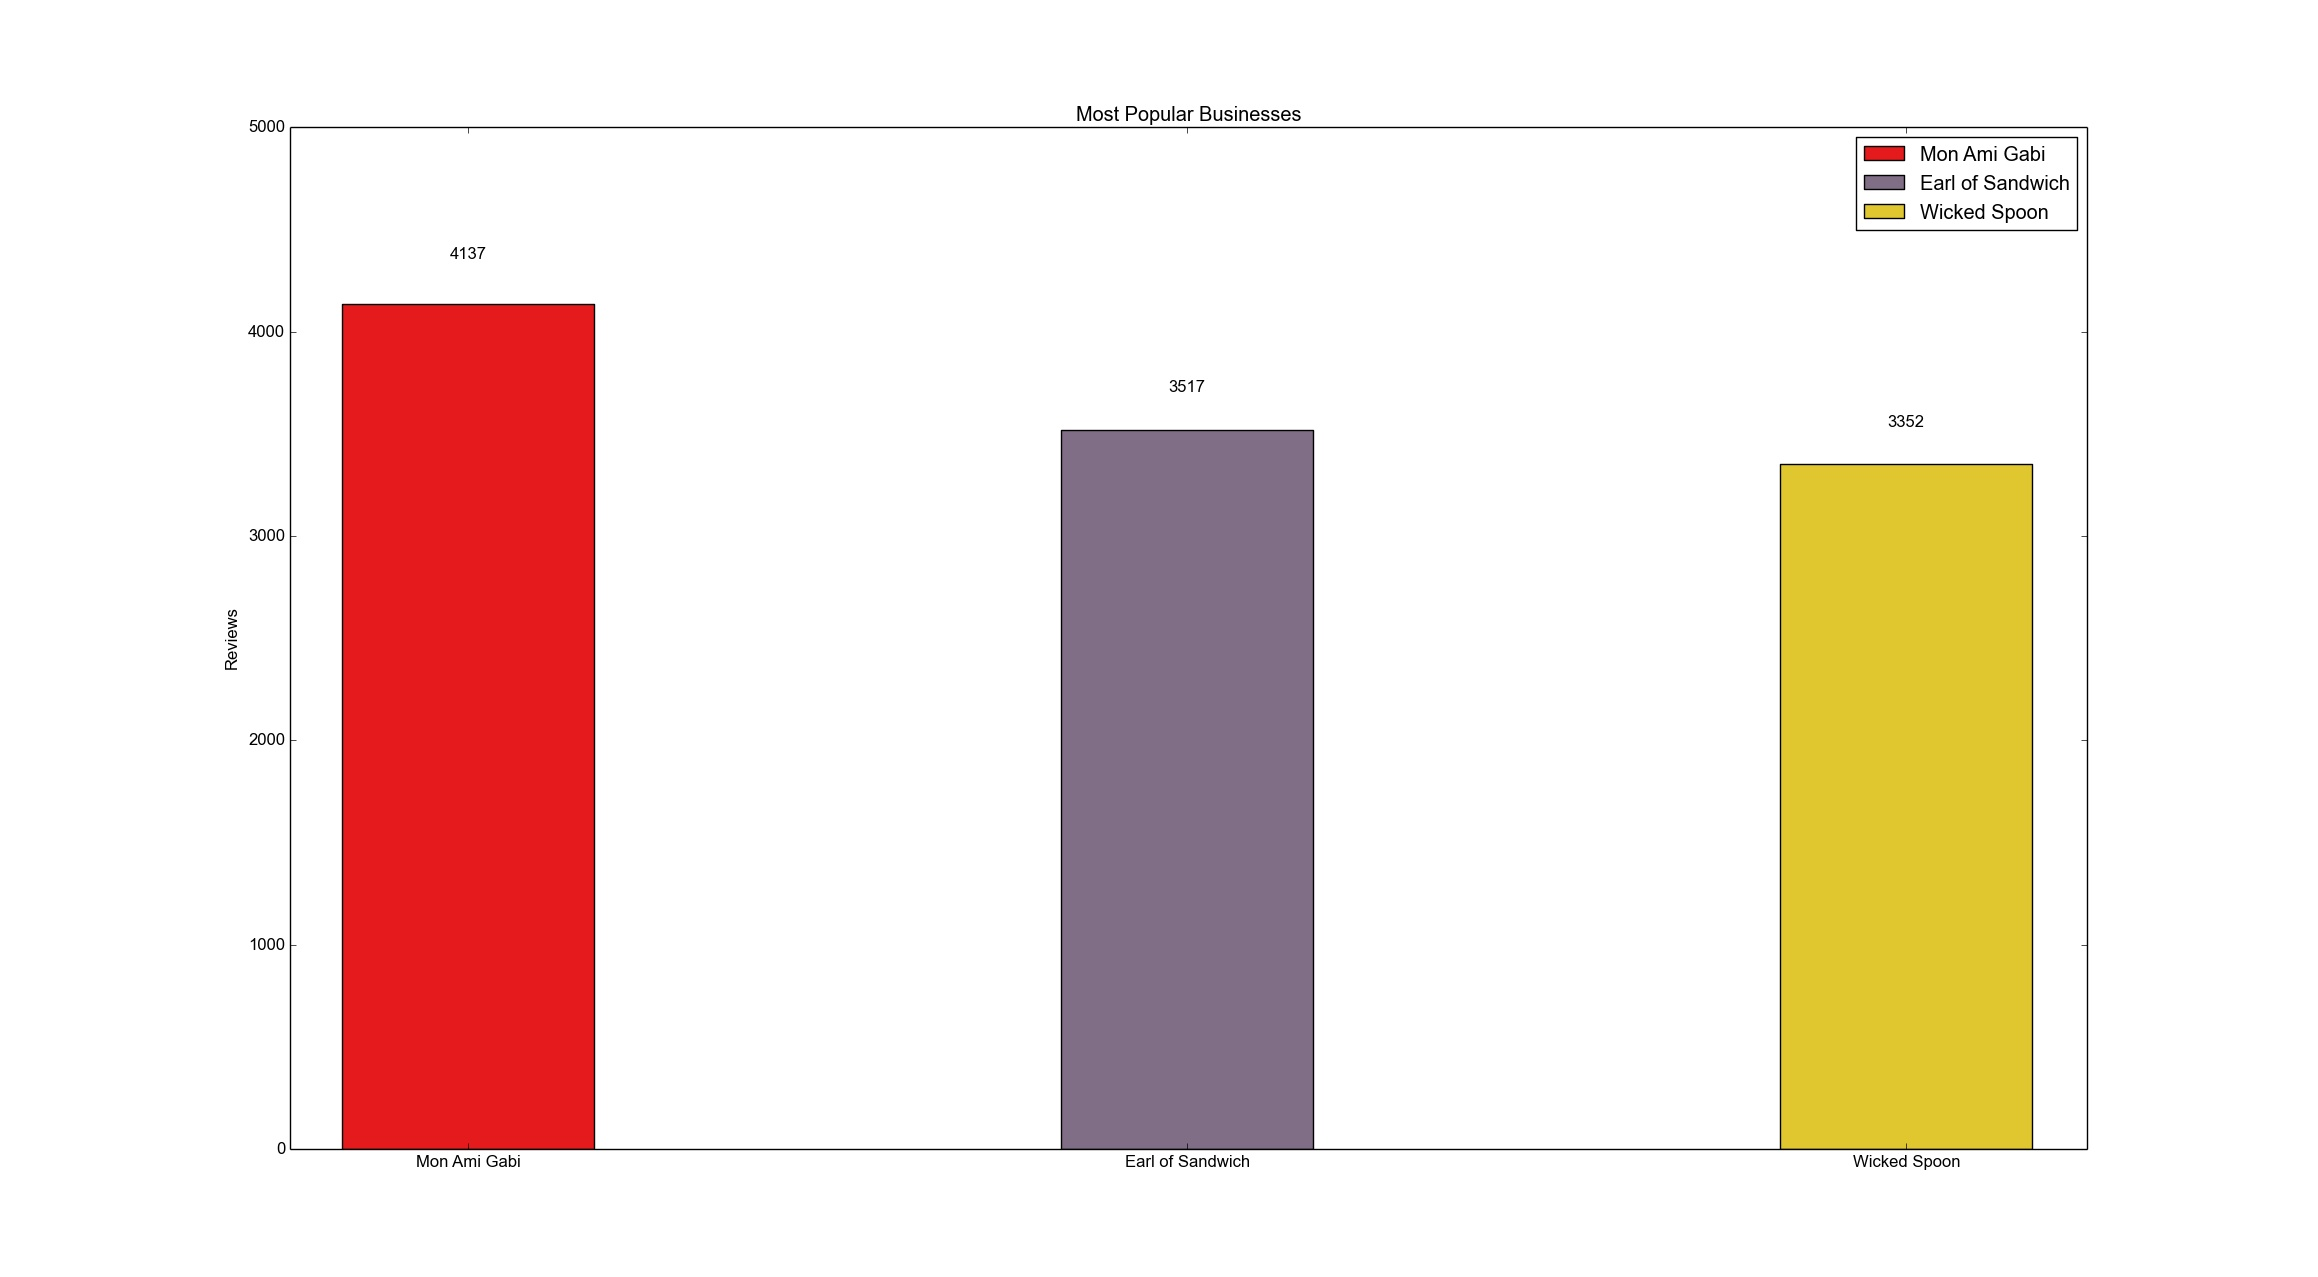 Most Popular Businesses
5000
4000
3000
2000
1000
0
Reviews
4137
3517
3352
Mon Ami Gabi
Earl of Sandwich
Wicked Spoon
Mon Ami Gabi
Earl of Sandwich
Wicked Spoon